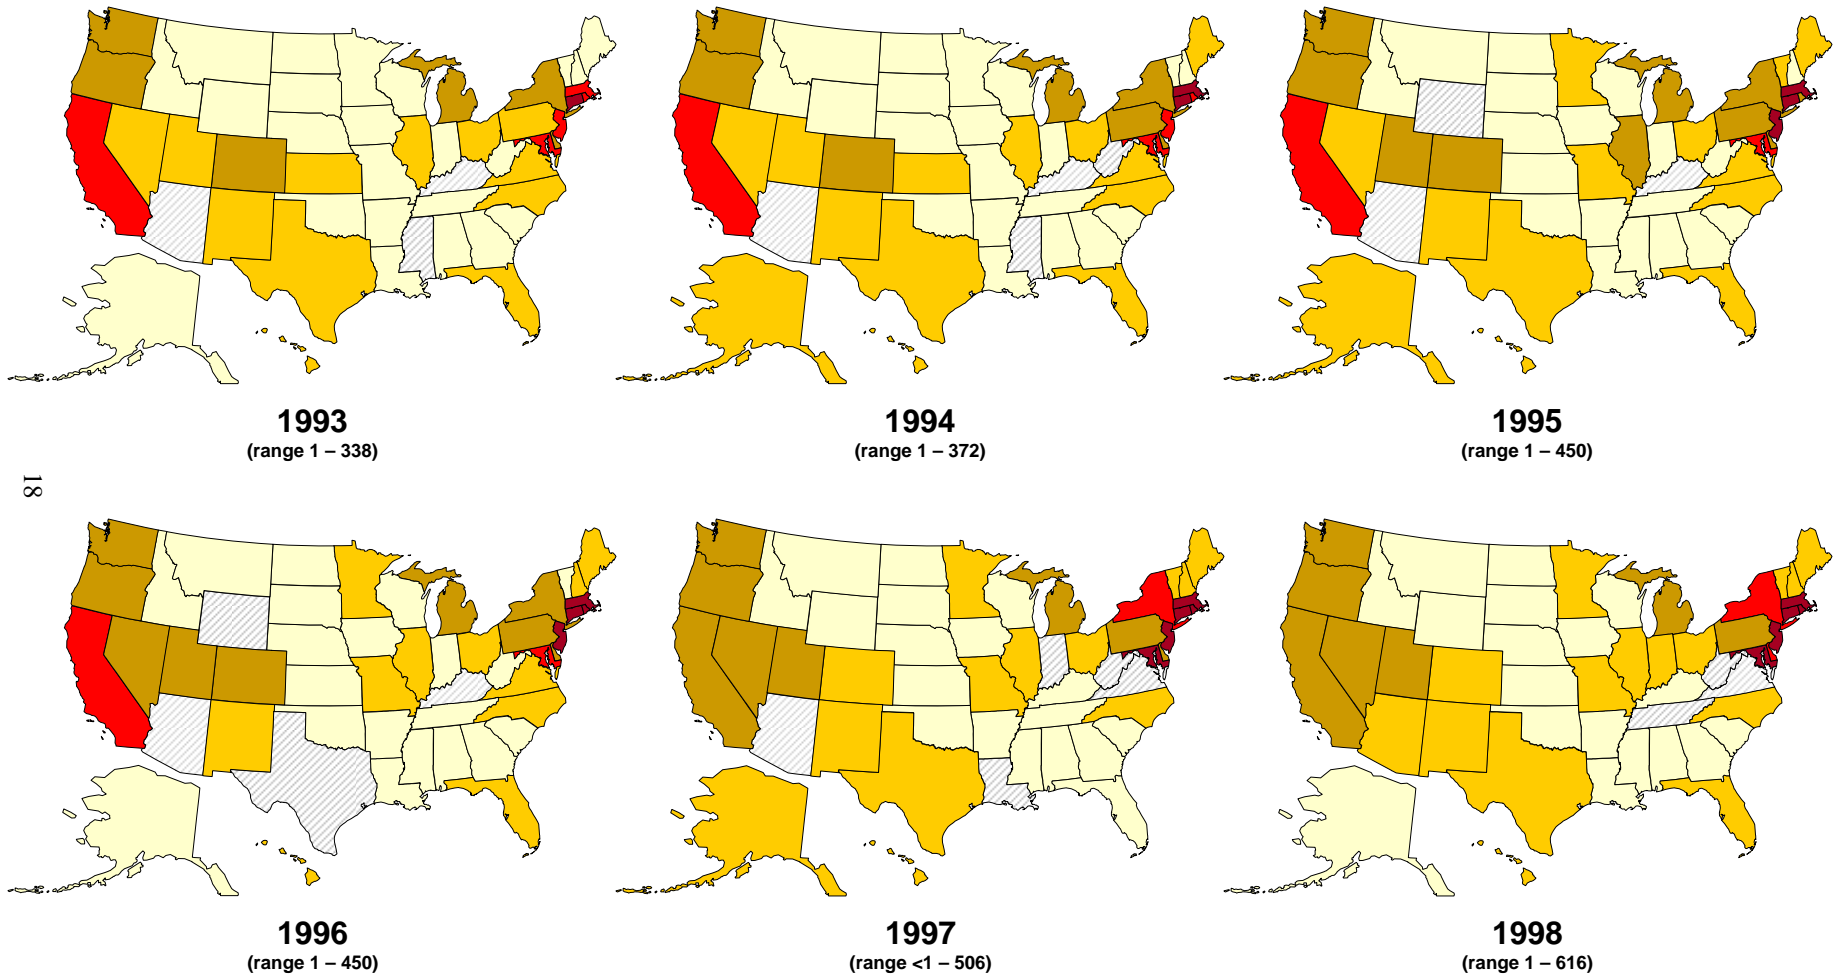 1993
(range 1 – 338)
1994
(range 1 – 372)
1995
(range 1 – 450)
18
1996
(range 1 – 450)
1997
(range <1 – 506)
1998
(range 1 – 616)